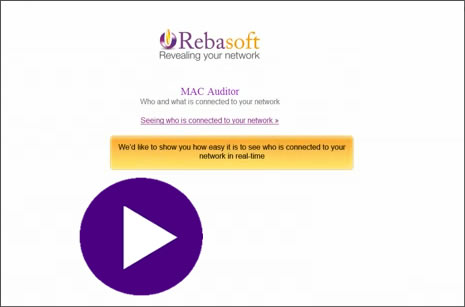 Rebasoft
Revealing your network
MAC Auditor
Who and what is connected to your network
Seeing who is connected to your network »
We'd like to show you how easy it is to see who is connected to your
network in real-time